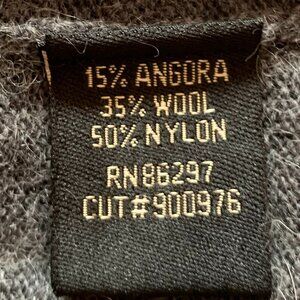 15% ANGORA
35% WOOL
50% NYLON
RN86297
CUT#900976